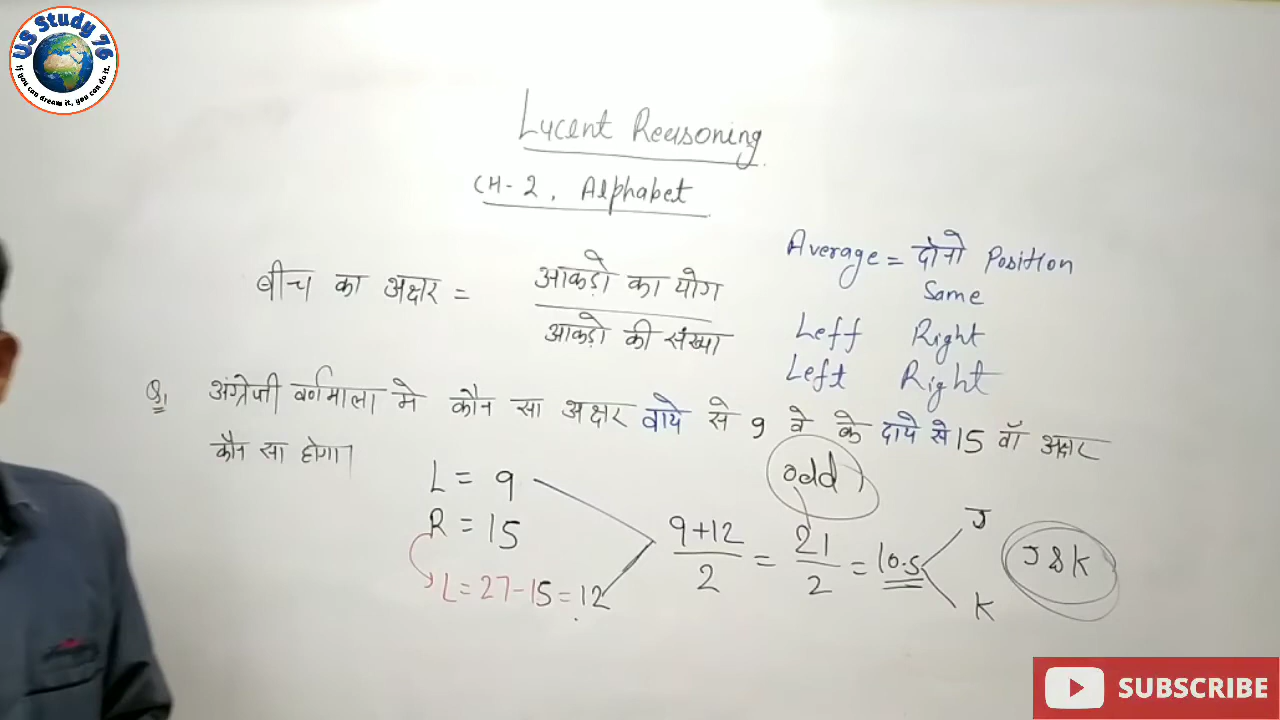 US Study 76
If you can dream it, you can do it.
Lucent Reasoning
CH-2, Alphabet
बीच का अक्षर = आकड़ो का योग
आकड़ो की संख्या
Average = दोनो Position
Same
Left Right
Left Right
Q1 अंग्रेजी वर्णमाला मे कौन सा अक्षर वाये से 9 वे के दाये से 15 वाॅ अक्षर
कौन सा होगा।
L = 9
R = 15
L = 27-15 = 12
9+12
2
= 21
2
= 10.5
odd
J
K
J & K
SUBSCRIBE